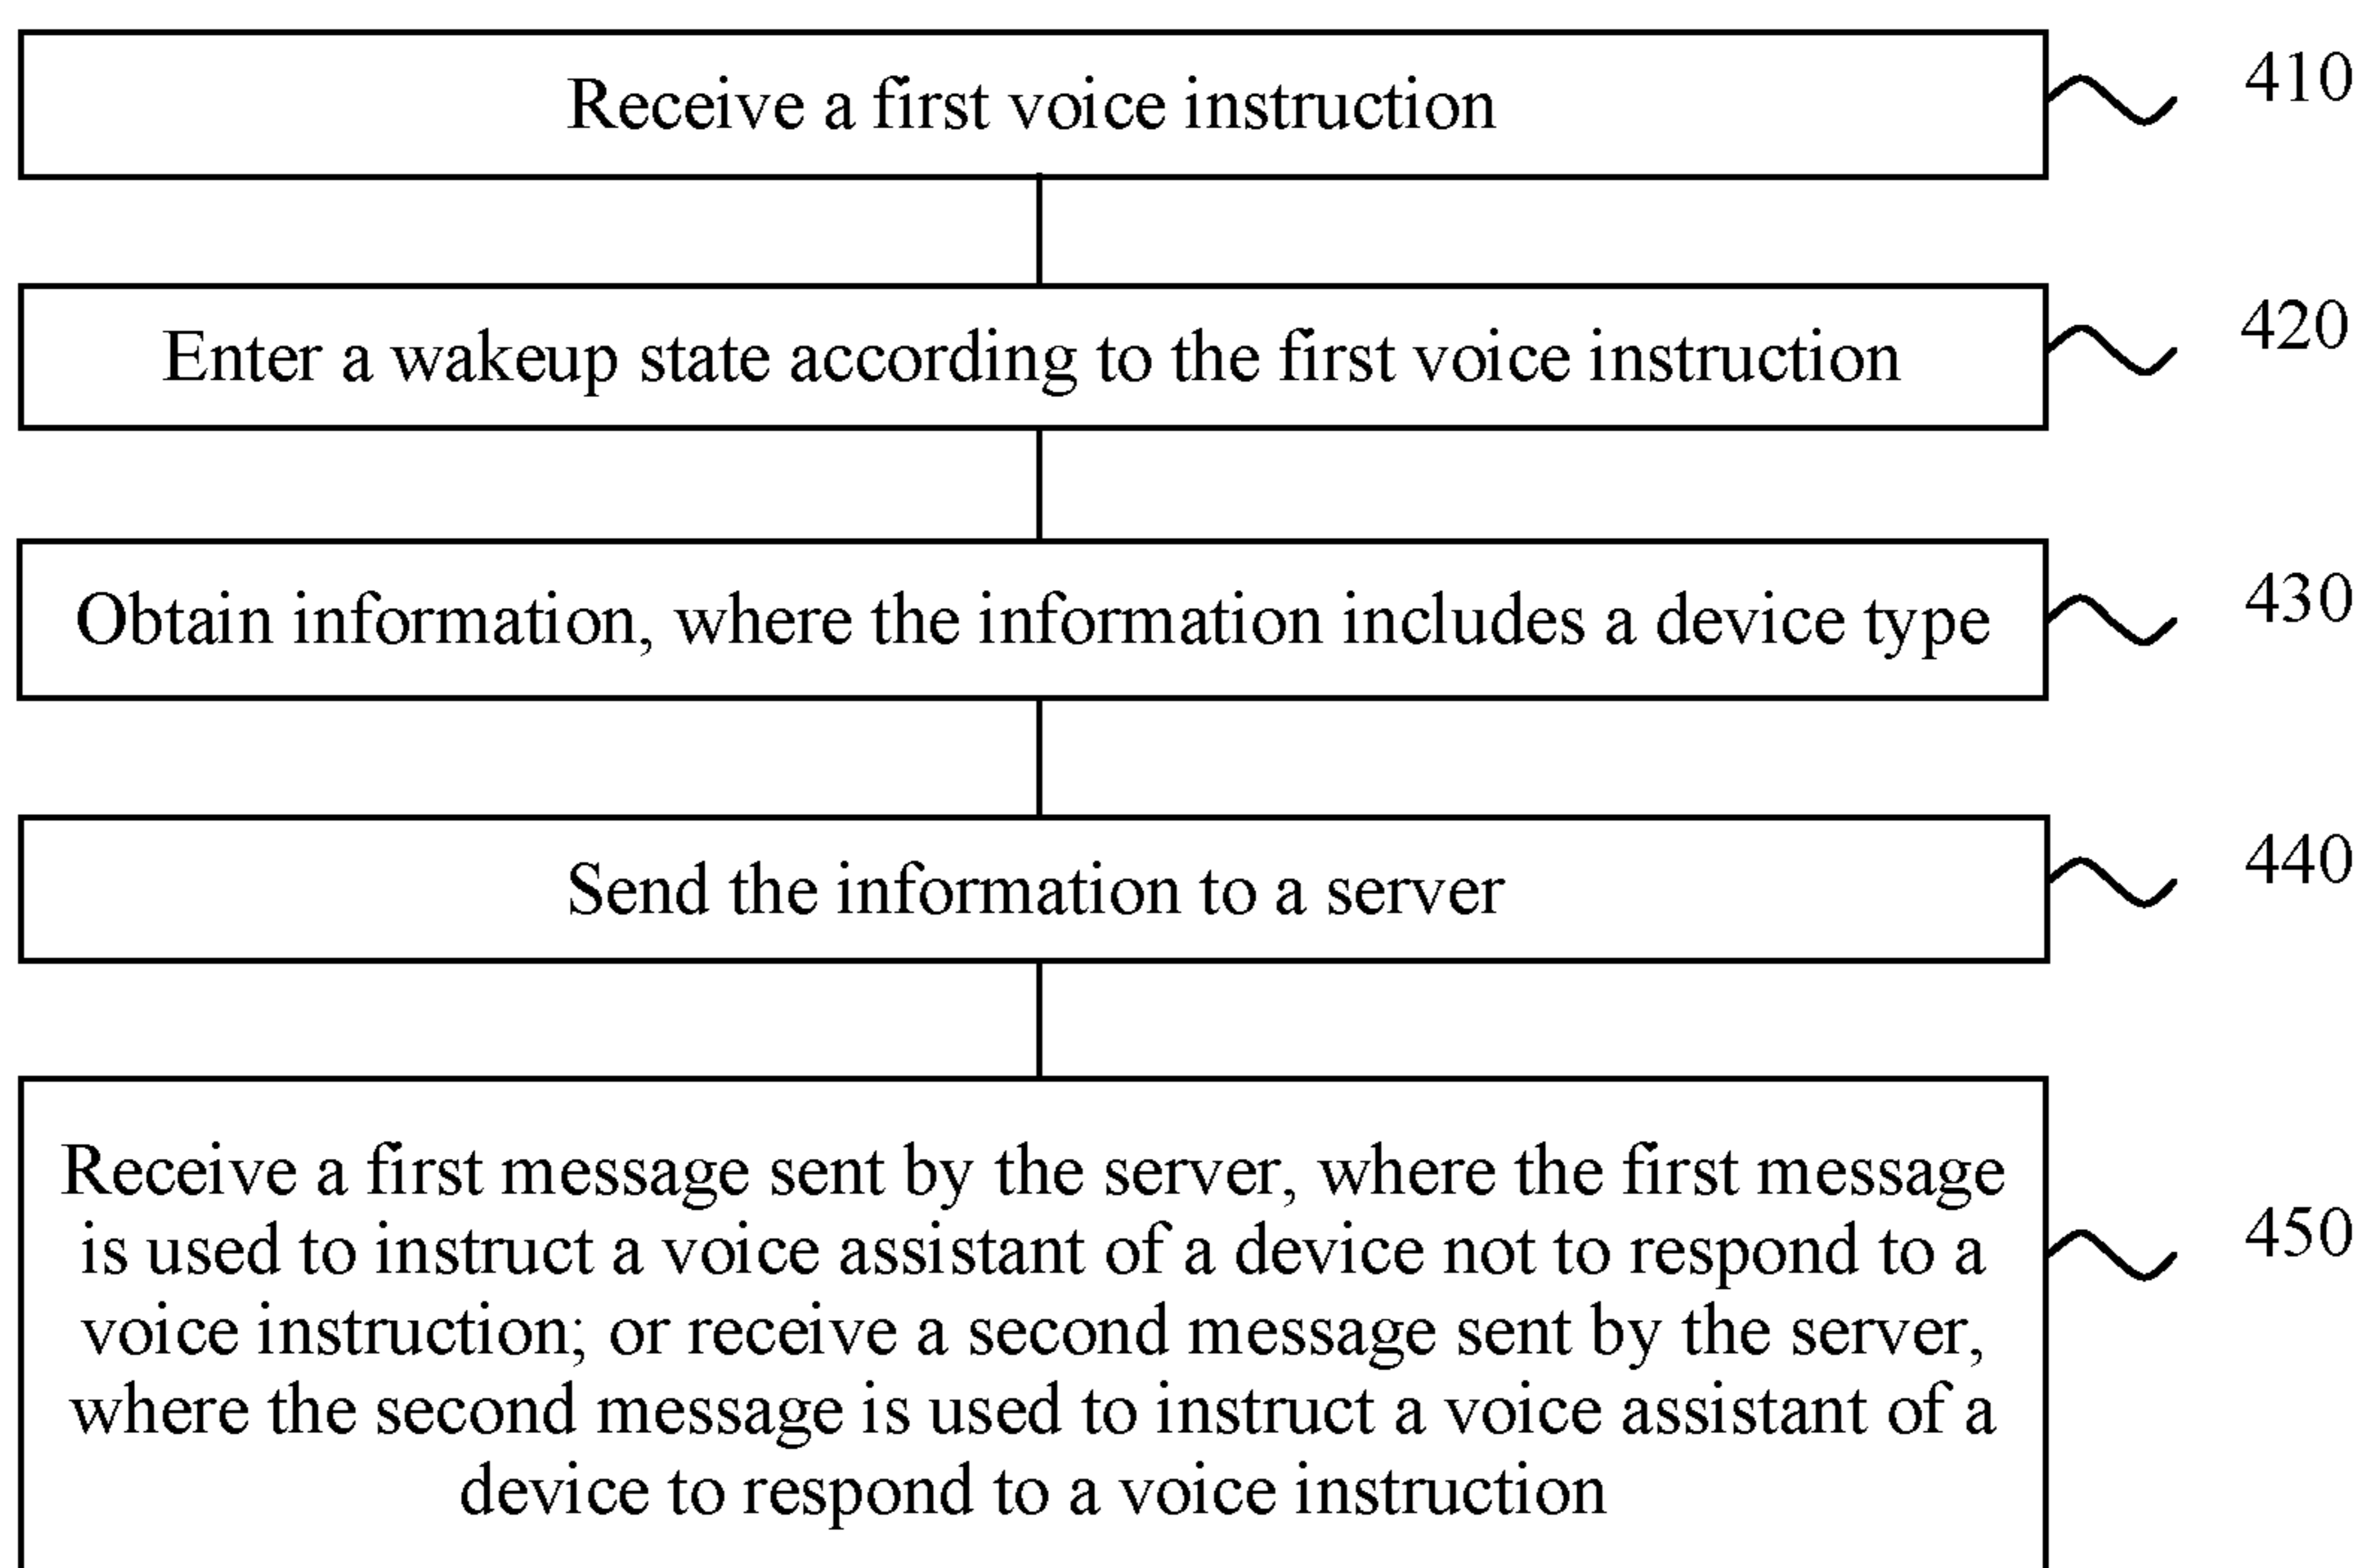 Receive a first voice instruction
410
Enter a wakeup state according to the first voice instruction
420
Obtain information, where the information includes a device type
430
Send the information to a server
440
Receive a first message sent by the server, where the first message
is used to instruct a voice assistant of a device not to respond to a
voice instruction; or receive a second message sent by the server,
where the second message is used to instruct a voice assistant of a
device to respond to a voice instruction
450